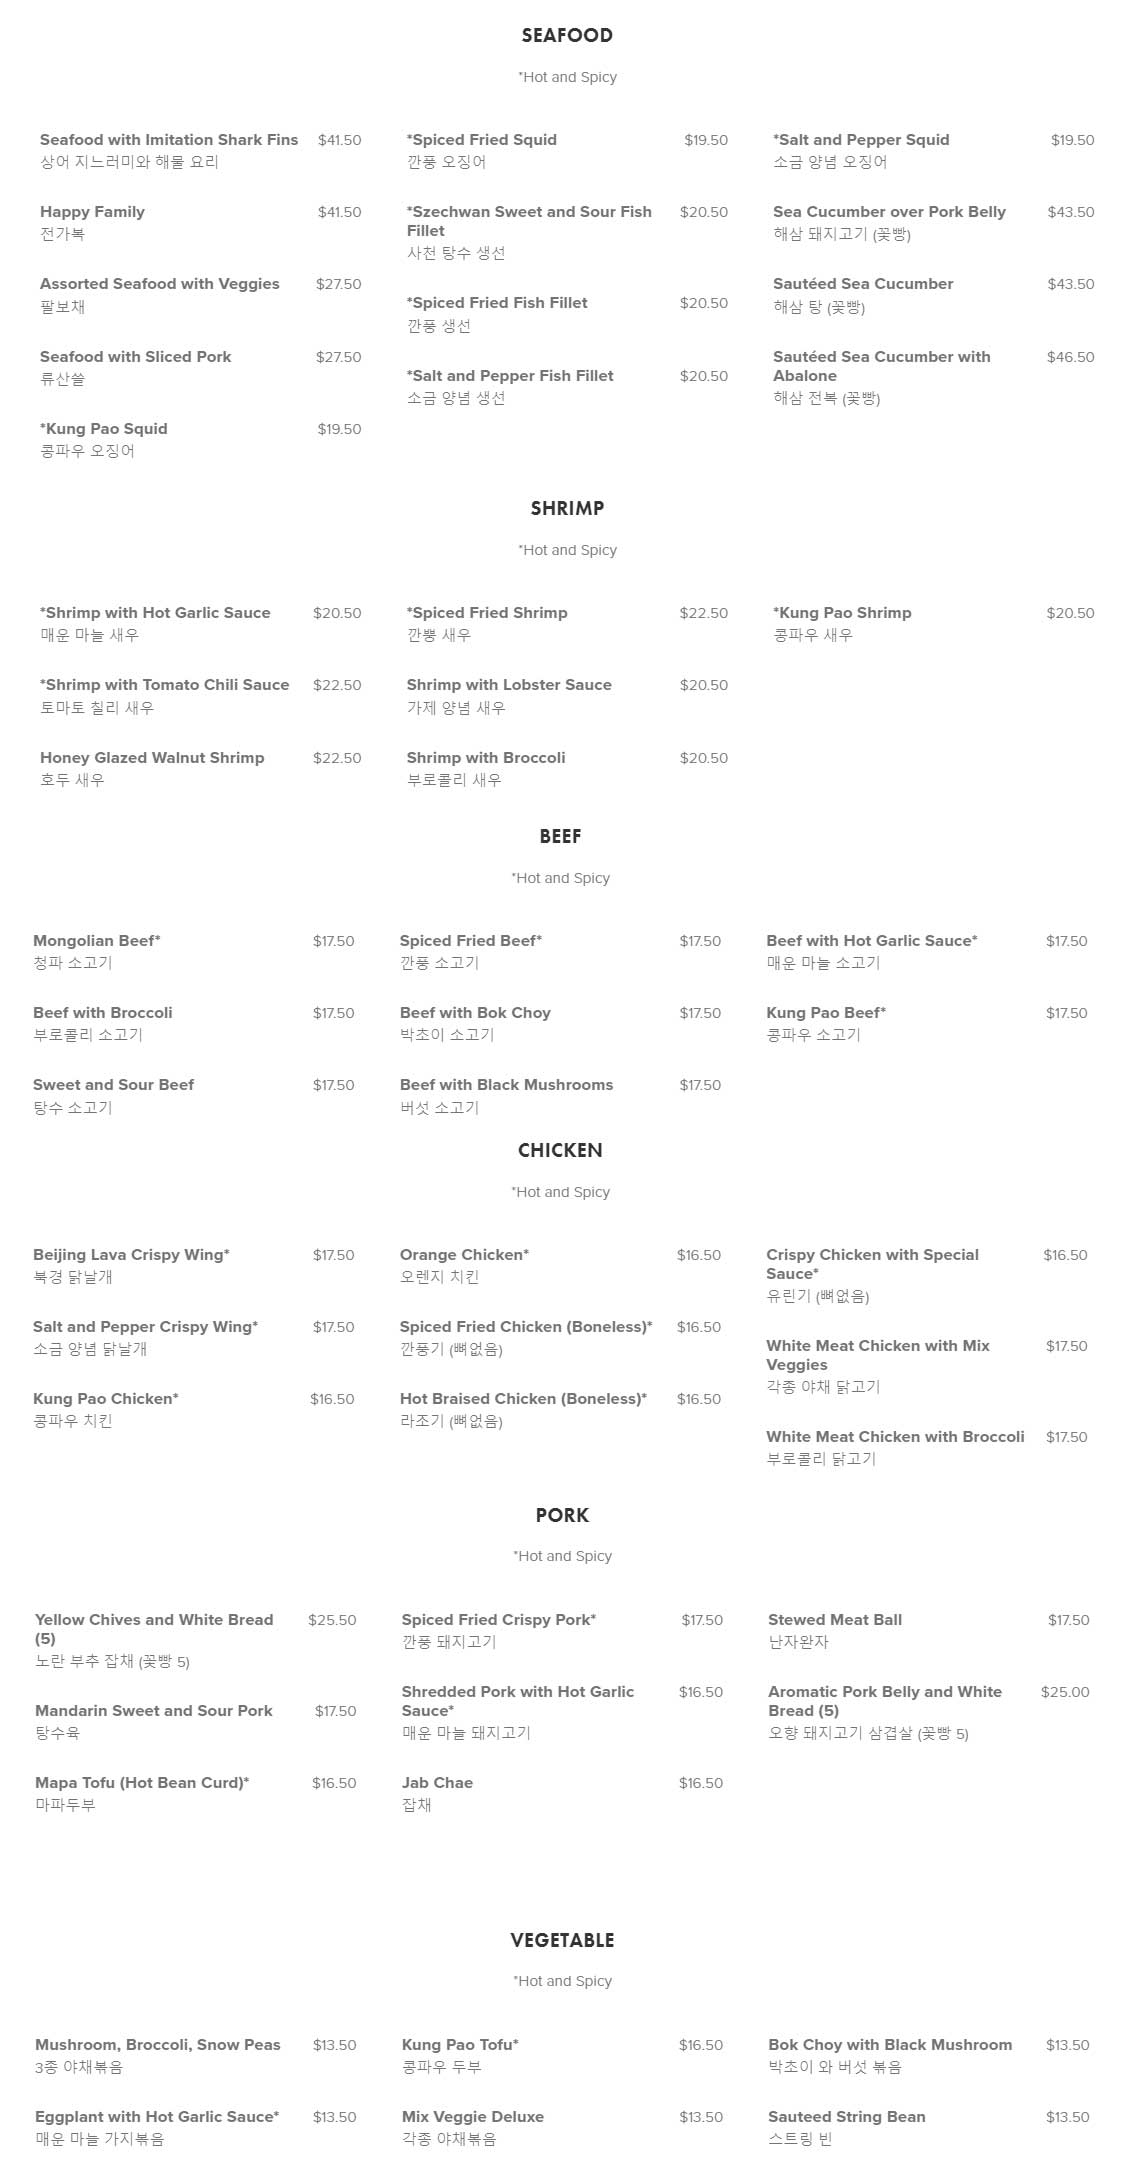 SEAFOOD
*Hot and Spicy
Seafood with Imitation Shark Fins $41.50
상어 지느러미와 해물 요리
Happy Family $41.50
전가복
Assorted Seafood with Veggies $27.50
팔보채
Seafood with Sliced Pork $27.50
류산쓸
*Kung Pao Squid $19.50
콩파우 오징어
*Spiced Fried Squid $19.50
깐풍 오징어
*Szechwan Sweet and Sour Fish $20.50
Fillet
사천 탕수 생선
*Spiced Fried Fish Fillet $20.50
깐풍 생선
*Salt and Pepper Fish Fillet $20.50
소금 양념 생선
*Salt and Pepper Squid $19.50
소금 양념 오징어
Sea Cucumber over Pork Belly $43.50
해삼 돼지고기 (꽃빵)
Sautéed Sea Cucumber $43.50
해삼 탕 (꽃빵)
Sautéed Sea Cucumber with $46.50
Abalone
해삼 전복 (꽃빵)
SHRIMP
*Hot and Spicy
*Shrimp with Hot Garlic Sauce $20.50
매운 마늘 새우
*Shrimp with Tomato Chili Sauce $22.50
토마토 칠리 새우
Honey Glazed Walnut Shrimp $22.50
호두 새우
*Spiced Fried Shrimp $22.50
깐뿡 새우
Shrimp with Lobster Sauce $20.50
가제 양념 새우
Shrimp with Broccoli $20.50
부로콜리 새우
*Kung Pao Shrimp $20.50
콩파우 새우
BEEF
*Hot and Spicy
Mongolian Beef* $17.50
청파 소고기
Beef with Broccoli $17.50
부로콜리 소고기
Sweet and Sour Beef $17.50
탕수 소고기
Spiced Fried Beef* $17.50
깐풍 소고기
Beef with Bok Choy $17.50
박초이 소고기
Beef with Black Mushrooms $17.50
버섯 소고기
Beef with Hot Garlic Sauce* $17.50
매운 마늘 소고기
Kung Pao Beef* $17.50
콩파우 소고기
CHICKEN
*Hot and Spicy
Beijing Lava Crispy Wing* $17.50
북경 닭날개
Salt and Pepper Crispy Wing* $17.50
소금 양념 닭날개
Kung Pao Chicken* $16.50
콩파우 치킨
Orange Chicken* $16.50
오렌지 치킨
Spiced Fried Chicken (Boneless)* $16.50
깐풍기 (뼈없음)
Hot Braised Chicken (Boneless)* $16.50
라조기 (뼈없음)
Crispy Chicken with Special $16.50
Sauce*
유린기 (뼈없음)
White Meat Chicken with Mix $17.50
Veggies
각종 야채 닭고기
White Meat Chicken with Broccoli $17.50
부로콜리 닭고기
PORK
*Hot and Spicy
Yellow Chives and White Bread $25.50
(5)
노란 부추 잡채 (꽃빵 5)
Mandarin Sweet and Sour Pork $17.50
탕수육
Mapa Tofu (Hot Bean Curd)* $16.50
마파두부
Spiced Fried Crispy Pork* $17.50
깐풍 돼지고기
Shredded Pork with Hot Garlic $16.50
Sauce*
매운 마늘 돼지고기
Jab Chae $16.50
잡채
Stewed Meat Ball $17.50
난자완자
Aromatic Pork Belly and White $25.00
Bread (5)
오향 돼지고기 삼겹살 (꽃빵 5)
VEGETABLE
*Hot and Spicy
Mushroom, Broccoli, Snow Peas $13.50
3종 야채볶음
Eggplant with Hot Garlic Sauce* $13.50
매운 마늘 가지볶음
Kung Pao Tofu* $16.50
콩파우 두부
Mix Veggie Deluxe $13.50
각종 야채볶음
Bok Choy with Black Mushroom $13.50
박초이 와 버섯 볶음
Sauteed String Bean $13.50
스트링 빈